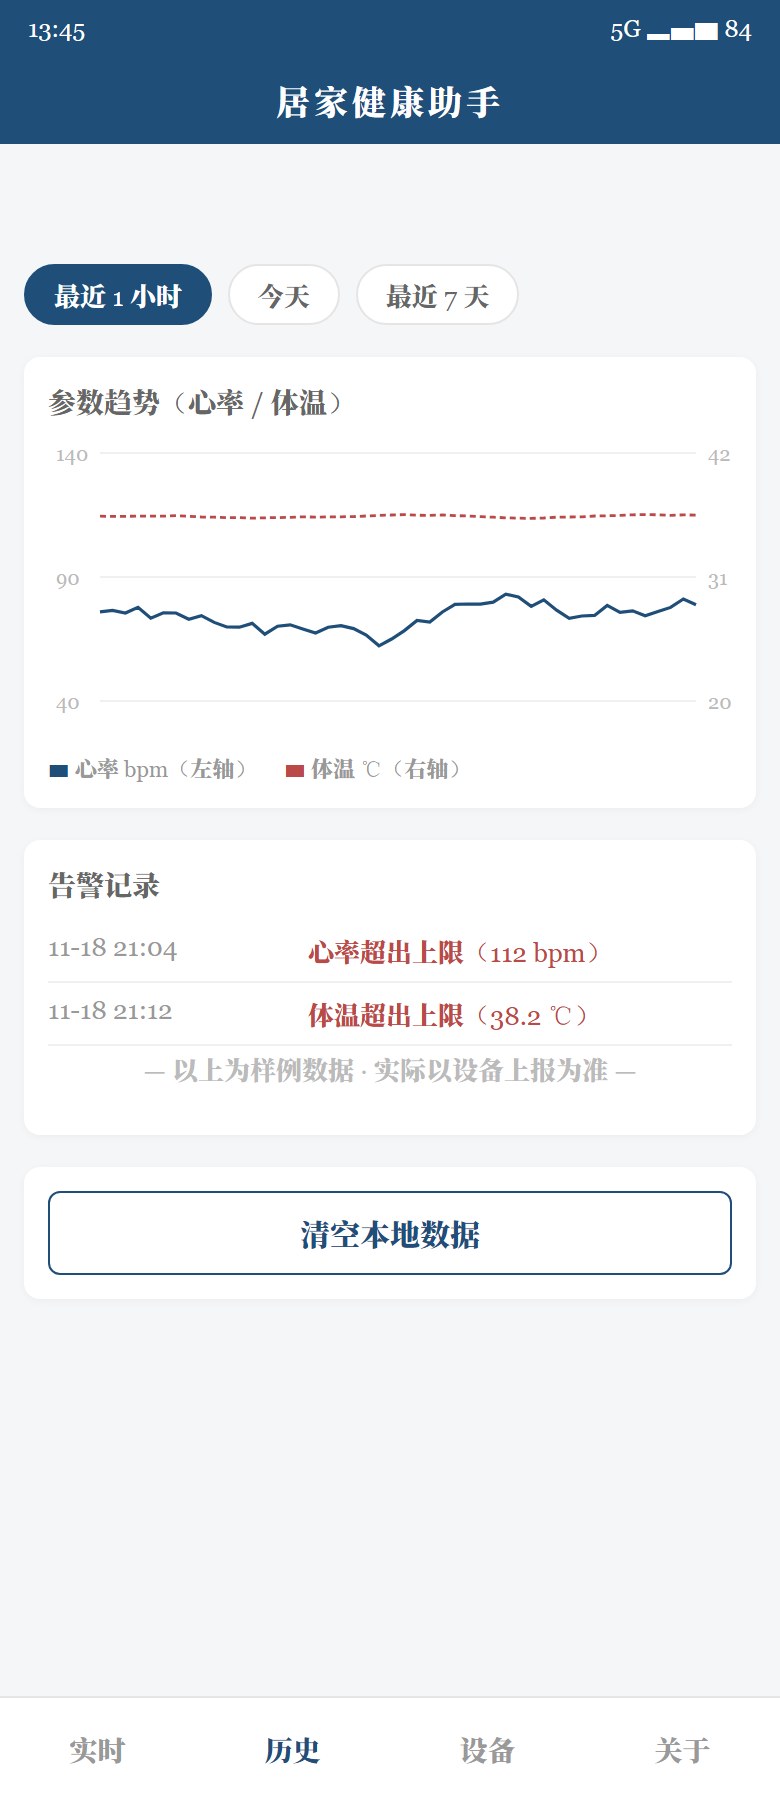 13:45 5G 84
居家健康助手
最近 1 小时 今天 最近 7 天
参数趋势（心率 / 体温）
140 42
90 31
40 20
心率 bpm（左轴） 体温 ℃（右轴）
告警记录
11-18 21:04 心率超出上限（112 bpm）
11-18 21:12 体温超出上限（38.2 ℃）
— 以上为样例数据 · 实际以设备上报为准 —
清空本地数据
实时 历史 设备 关于